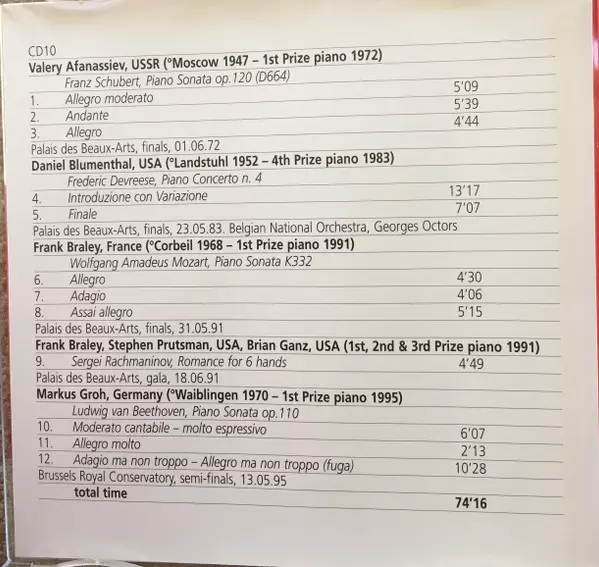 CD10
Valery Afanassiev, USSR (°Moscow 1947 – 1st Prize piano 1972)
Franz Schubert, Piano Sonata op.120 (D664)
1. Allegro moderato 5'09
2. Andante 5'39
3. Allegro 4'44
Palais des Beaux-Arts, finals, 01.06.72
Daniel Blumenthal, USA (°Landstuhl 1952 – 4th Prize piano 1983)
Frederic Devreese, Piano Concerto n. 4
4. Introduzione con Variazione 13'17
5. Finale 7'07
Palais des Beaux-Arts, finals, 23.05.83. Belgian National Orchestra, Georges Octors
Frank Braley, France (°Corbeil 1968 – 1st Prize piano 1991)
Wolfgang Amadeus Mozart, Piano Sonata K332
6. Allegro 4'30
7. Adagio 4'06
8. Assai allegro 5'15
Palais des Beaux-Arts, finals, 31.05.91
Frank Braley, Stephen Prutsman, USA, Brian Ganz, USA (1st, 2nd & 3rd Prize piano 1991)
9. Sergei Rachmaninov, Romance for 6 hands 4'49
Palais des Beaux-Arts, gala, 18.06.91
Markus Groh, Germany (°Waiblingen 1970 – 1st Prize piano 1995)
Ludwig van Beethoven, Piano Sonata op.110
10. Moderato cantabile – molto espressivo 6'07
11. Allegro molto 2'13
12. Adagio ma non troppo – Allegro ma non troppo (fuga) 10'28
Brussels Royal Conservatory, semi-finals, 13.05.95
total time 74'16